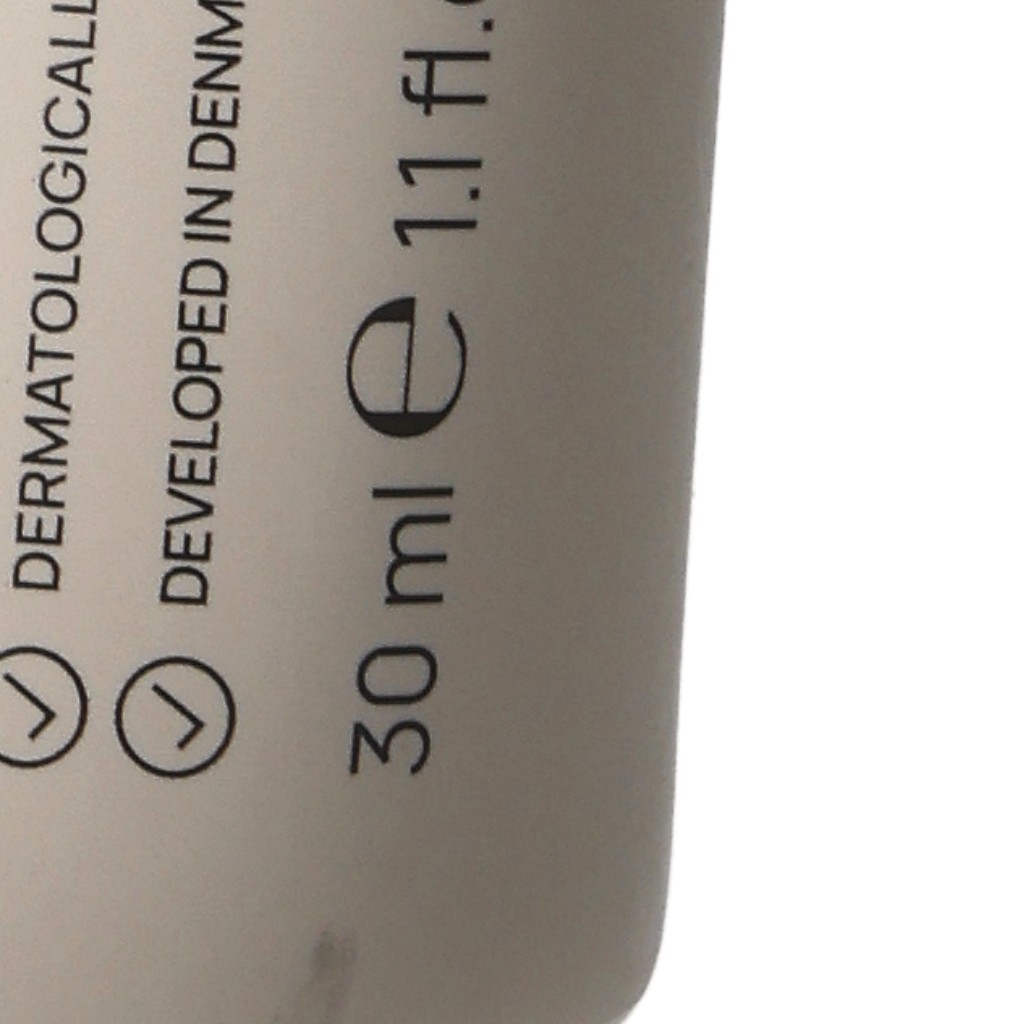 DERMATOLOGICALL
DEVELOPED IN DENM
30 ml ℮ 1.1 fl.